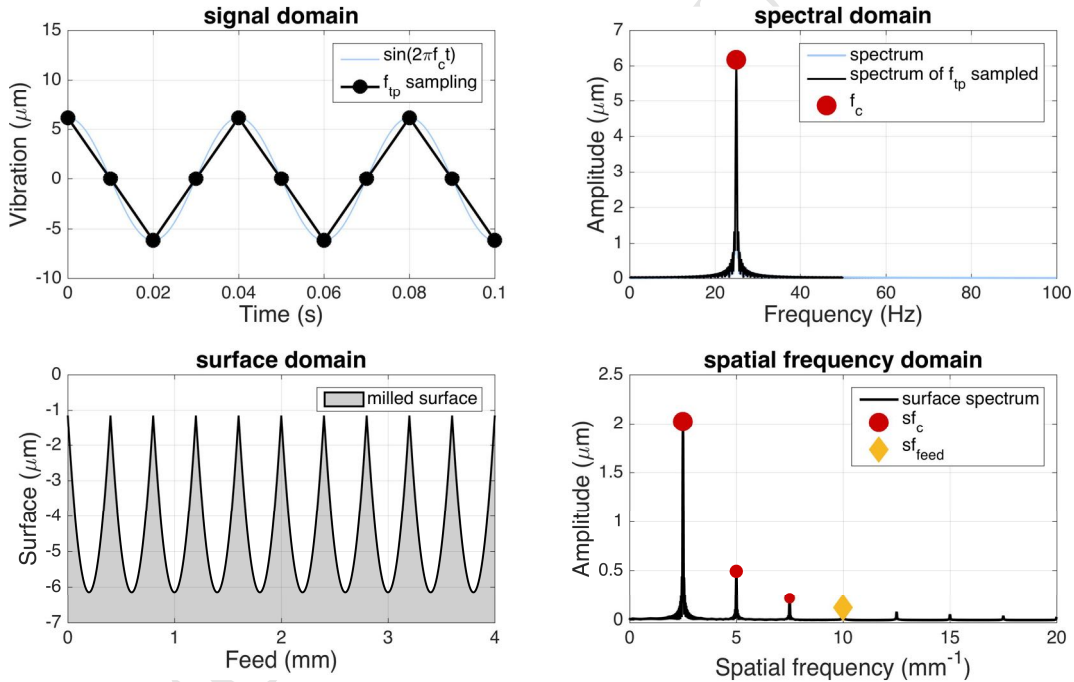 signal domain
15
10
5
0
-5
-10
Vibration (μm)
sin(2πf_c t)
f_tp sampling
0
0.02
0.04
0.06
0.08
0.1
Time (s)
spectral domain
7
6
5
4
3
2
1
0
Amplitude (μm)
spectrum
spectrum of f_tp sampled
f_c
0
20
40
60
80
100
Frequency (Hz)
surface domain
0
-1
-2
-3
-4
-5
-6
-7
Surface (μm)
milled surface
0
1
2
3
4
Feed (mm)
spatial frequency domain
2.5
2
1.5
1
0.5
0
Amplitude (μm)
surface spectrum
sf_c
sf_feed
0
5
10
15
20
Spatial frequency (mm⁻¹)